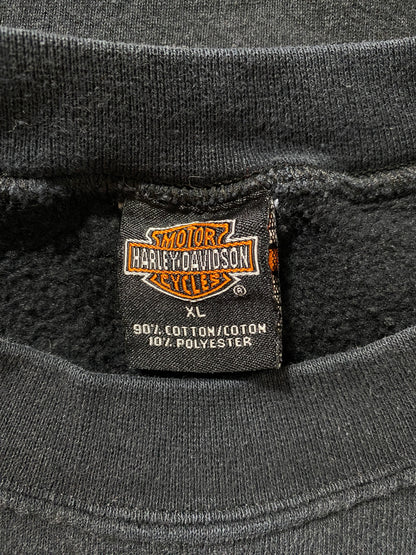 MOTOR
HARLEY-DAVIDSON
CYCLES
®
XL
90% COTTON/COTON
10% POLYESTER